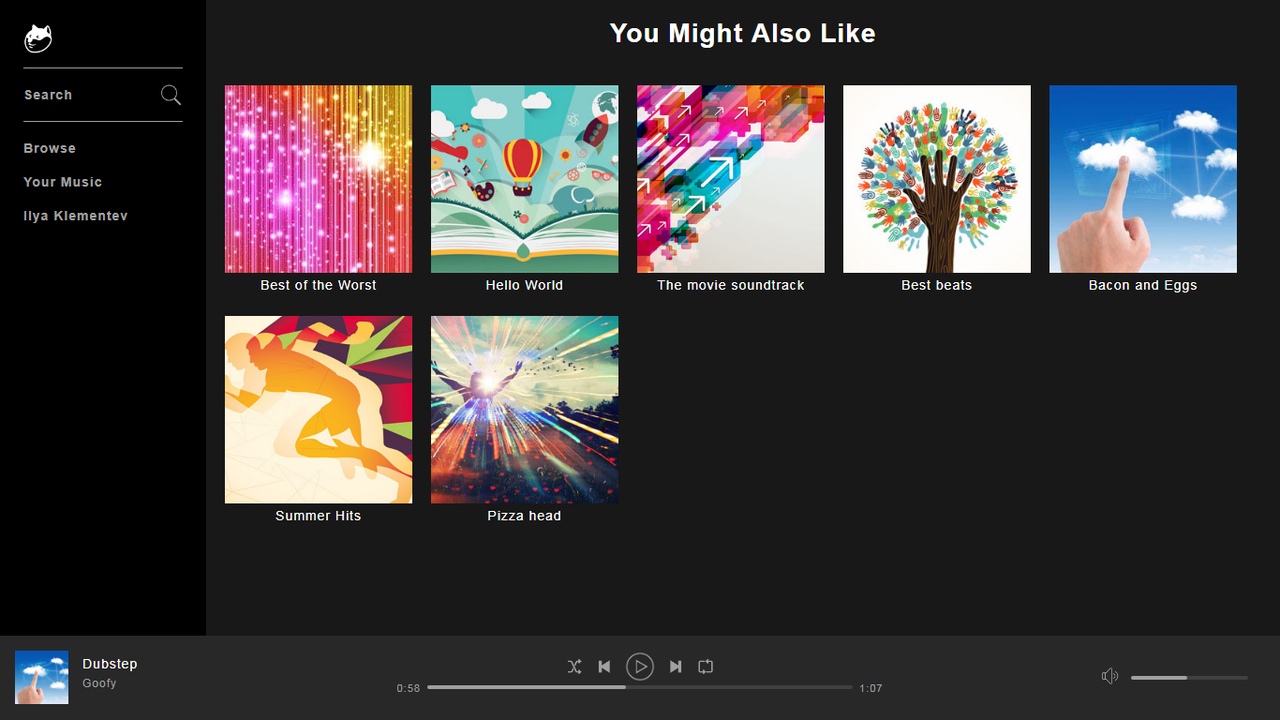 You Might Also Like
Search
Browse
Your Music
Ilya Klementev
Best of the Worst
Hello World
The movie soundtrack
Best beats
Bacon and Eggs
Summer Hits
Pizza head
Dubstep
Goofy
0:58
1:07